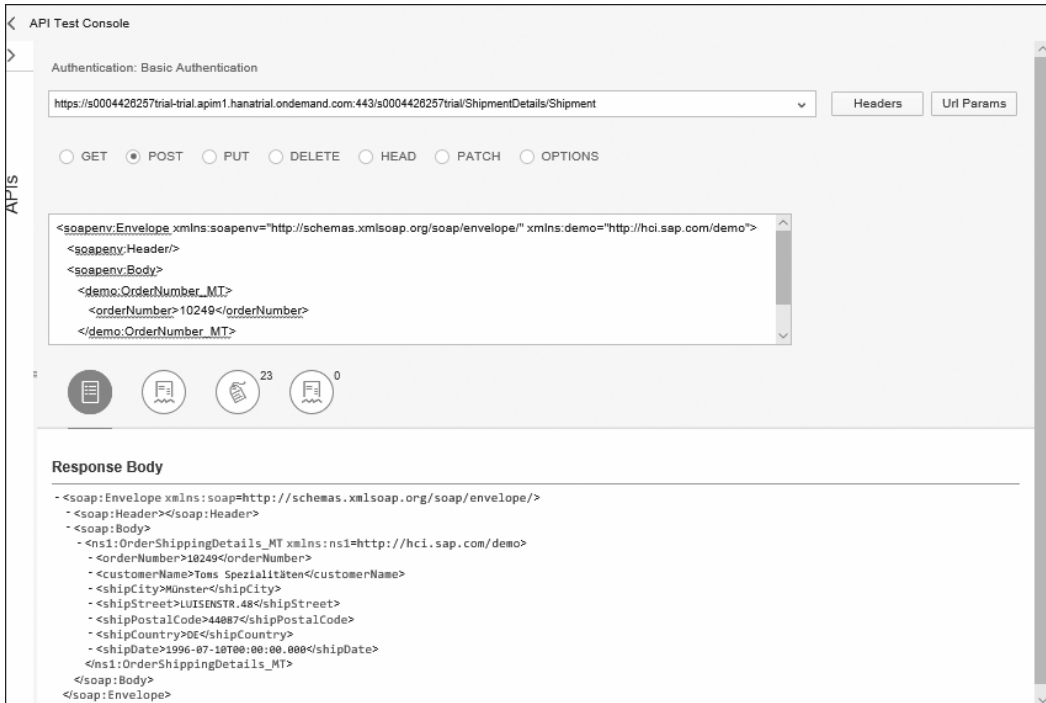 API Test Console
Authentication: Basic Authentication
https://s0004426257trial-trial.apim1.hanatrial.ondemand.com:443/s0004426257trial/ShipmentDetails/Shipment
Headers
Url Params
GET POST PUT DELETE HEAD PATCH OPTIONS
APIs
<soapenv:Envelope xmlns:soapenv="http://schemas.xmlsoap.org/soap/envelope/" xmlns:demo="http://hci.sap.com/demo">
<soapenv:Header/>
<soapenv:Body>
<demo:OrderNumber_MT>
<orderNumber>10249</orderNumber>
</demo:OrderNumber_MT>
23
0
Response Body
- <soap:Envelope xmlns:soap=http://schemas.xmlsoap.org/soap/envelope/>
- <soap:Header></soap:Header>
- <soap:Body>
- <ns1:OrderShippingDetails_MT xmlns:ns1=http://hci.sap.com/demo>
- <orderNumber>10249</orderNumber>
- <customerName>Toms Spezialitäten</customerName>
- <shipCity>Münster</shipCity>
- <shipStreet>LUISENSTR.48</shipStreet>
- <shipPostalCode>44087</shipPostalCode>
- <shipCountry>DE</shipCountry>
- <shipDate>1996-07-10T00:00:00.000</shipDate>
</ns1:OrderShippingDetails_MT>
</soap:Body>
</soap:Envelope>